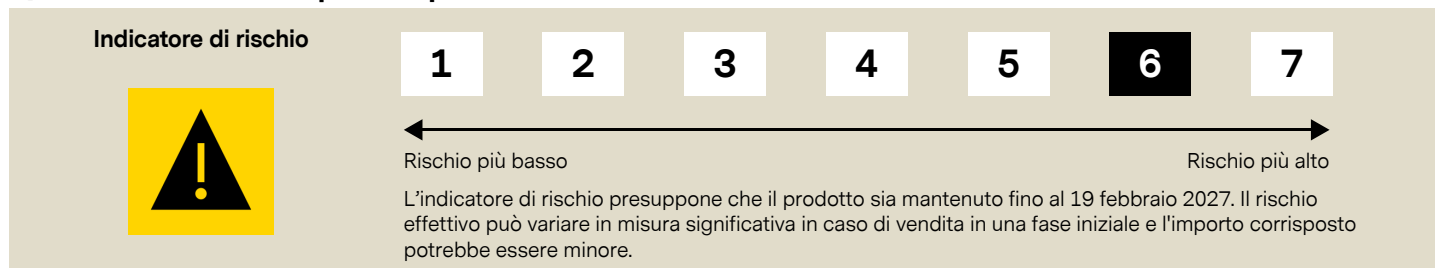 Indicatore di rischio
1 2 3 4 5 6 7
Rischio più basso Rischio più alto
L'indicatore di rischio presuppone che il prodotto sia mantenuto fino al 19 febbraio 2027. Il rischio
effettivo può variare in misura significativa in caso di vendita in una fase iniziale e l'importo corrisposto
potrebbe essere minore.